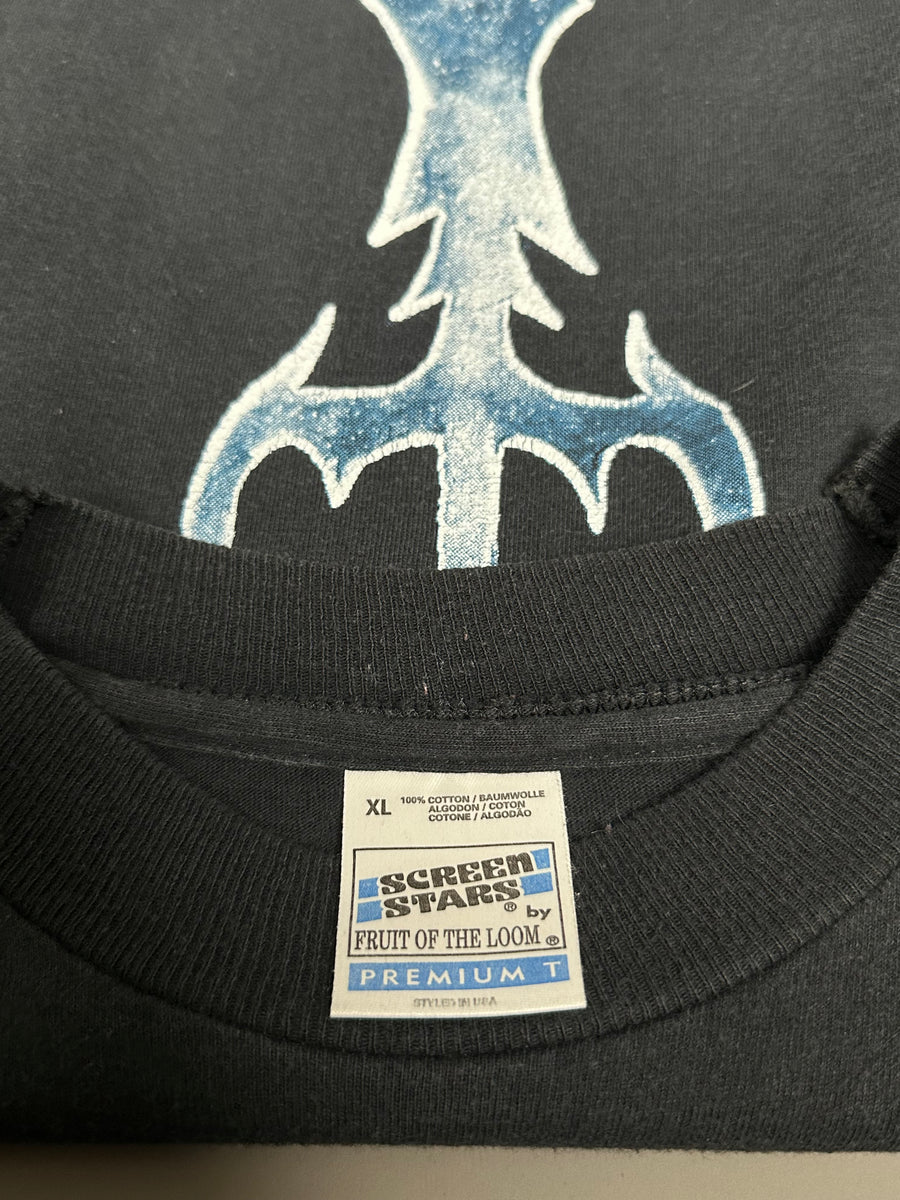 XL 100% COTTON / BAUMWOLLE
ALGODON / COTON
COTONE / ALGODÃO
SCREEN
STARS ® by
FRUIT OF THE LOOM ®
PREMIUM T
STYLED IN USA